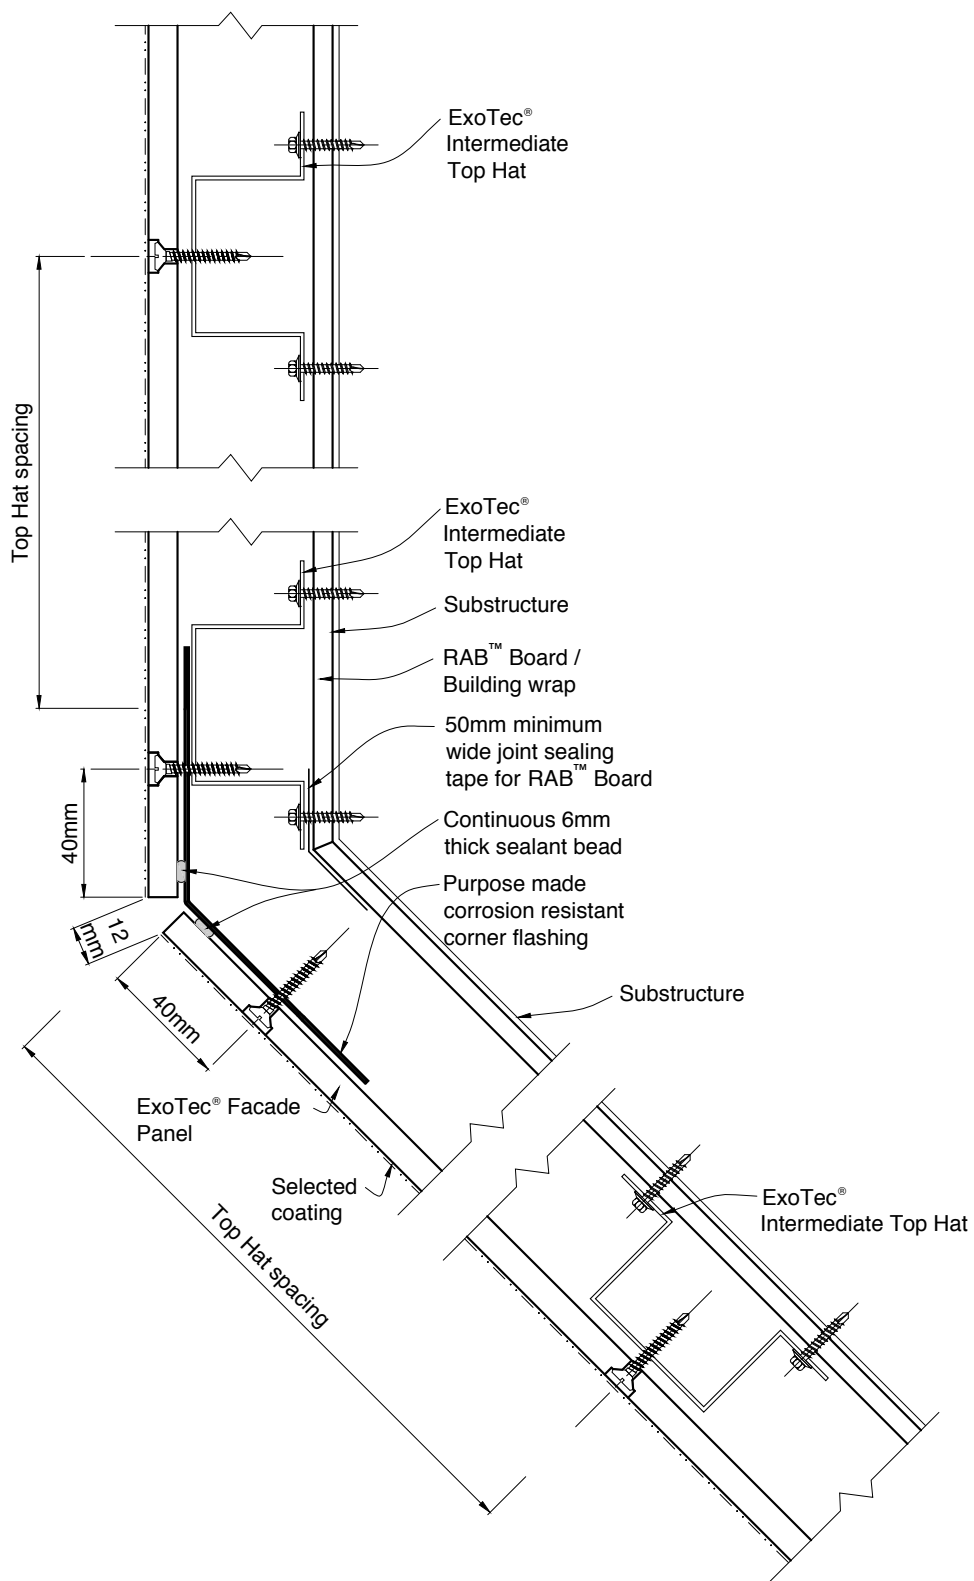 ExoTec®
Intermediate
Top Hat
Top Hat spacing
ExoTec®
Intermediate
Top Hat
Substructure
RAB™ Board /
Building wrap
50mm minimum
wide joint sealing
tape for RAB™ Board
40mm
Continuous 6mm
thick sealant bead
Purpose made
corrosion resistant
corner flashing
12
mm
Substructure
40mm
ExoTec® Facade
Panel
Selected
coating
ExoTec®
Intermediate Top Hat
Top Hat spacing